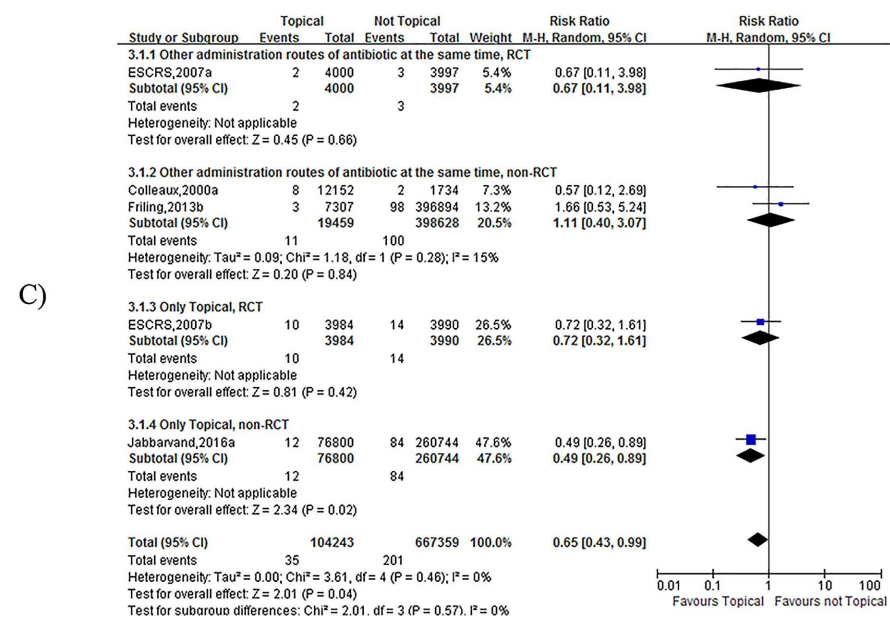 Topical Not Topical Risk Ratio Risk Ratio
Study or Subgroup Events Total Events Total Weight M-H, Random, 95% CI M-H, Random, 95% CI
3.1.1 Other administration routes of antibiotic at the same time, RCT
ESCRS,2007a 2 4000 3 3997 5.4% 0.67 [0.11, 3.98]
Subtotal (95% CI) 4000 3997 5.4% 0.67 [0.11, 3.98]
Total events 2 3
Heterogeneity: Not applicable
Test for overall effect: Z = 0.45 (P = 0.66)
3.1.2 Other administration routes of antibiotic at the same time, non-RCT
Colleaux,2000a 8 12152 2 1734 7.3% 0.57 [0.12, 2.69]
Friling,2013b 3 7307 98 396894 13.2% 1.66 [0.53, 5.24]
Subtotal (95% CI) 19459 398628 20.5% 1.11 [0.40, 3.07]
Total events 11 100
Heterogeneity: Tau² = 0.09; Chi² = 1.18, df = 1 (P = 0.28); I² = 15%
Test for overall effect: Z = 0.20 (P = 0.84)
C)
3.1.3 Only Topical, RCT
ESCRS,2007b 10 3984 14 3990 26.5% 0.72 [0.32, 1.61]
Subtotal (95% CI) 3984 3990 26.5% 0.72 [0.32, 1.61]
Total events 10 14
Heterogeneity: Not applicable
Test for overall effect: Z = 0.81 (P = 0.42)
3.1.4 Only Topical, non-RCT
Jabbarvand,2016a 12 76800 84 260744 47.6% 0.49 [0.26, 0.89]
Subtotal (95% CI) 76800 260744 47.6% 0.49 [0.26, 0.89]
Total events 12 84
Heterogeneity: Not applicable
Test for overall effect: Z = 2.34 (P = 0.02)
Total (95% CI) 104243 667359 100.0% 0.65 [0.43, 0.99]
Total events 35 201
Heterogeneity: Tau² = 0.00; Chi² = 3.61, df = 4 (P = 0.46); I² = 0%
Test for overall effect: Z = 2.01 (P = 0.04)
Test for subgroup differences: Chi² = 2.01, df = 3 (P = 0.57), I² = 0%
0.01 0.1 1 10 100
Favours Topical Favours not Topical